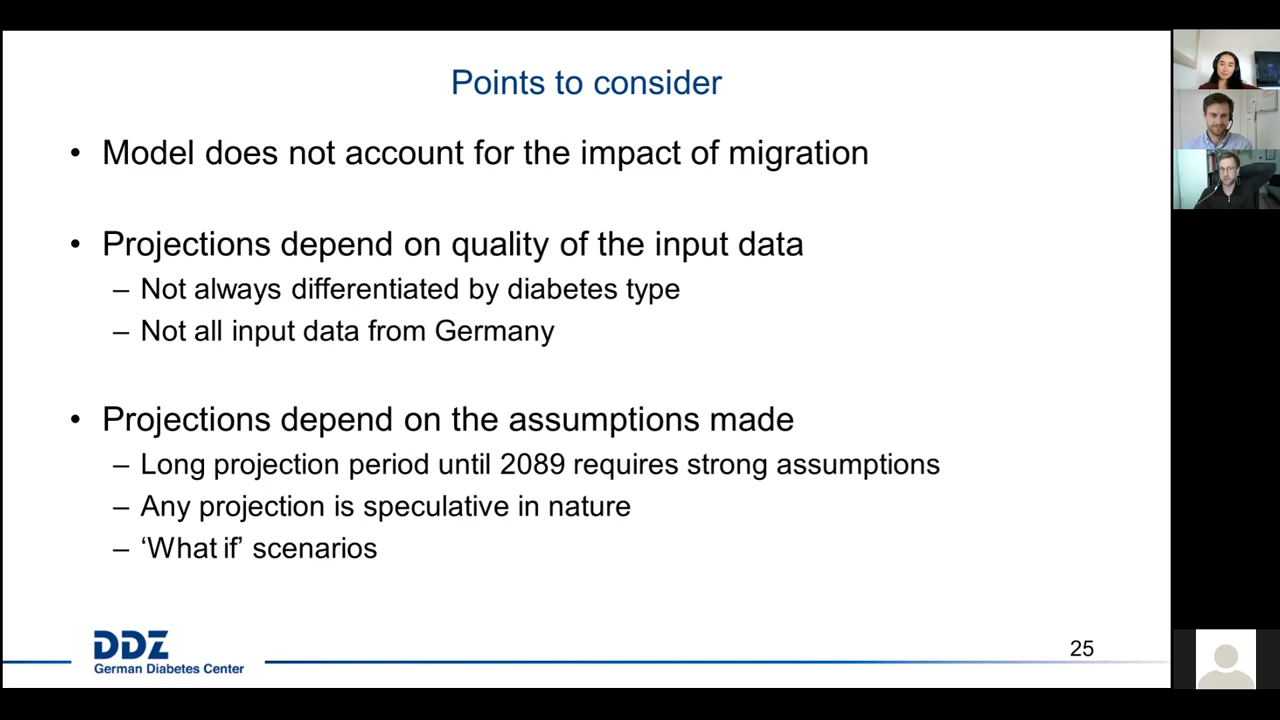 Points to consider
• Model does not account for the impact of migration
• Projections depend on quality of the input data
– Not always differentiated by diabetes type
– Not all input data from Germany
• Projections depend on the assumptions made
– Long projection period until 2089 requires strong assumptions
– Any projection is speculative in nature
– ‘What if’ scenarios
DDZ
German Diabetes Center
25